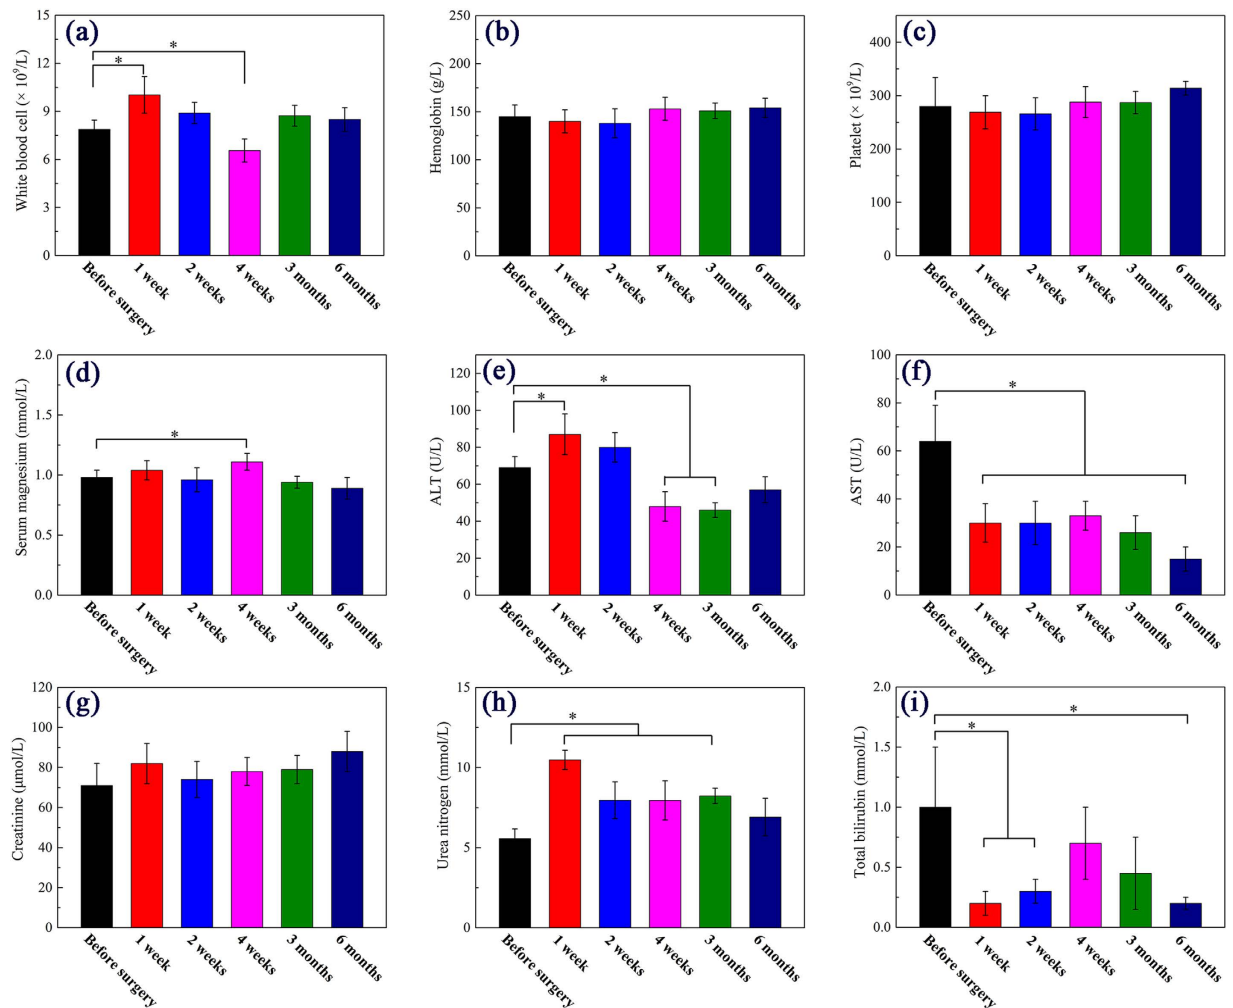 (a)
White blood cell (× 10⁹/L)
15
12
9
6
3
0
*
*
Before surgery
1 week
2 weeks
4 weeks
3 months
6 months
(b)
Hemoglobin (g/L)
250
200
150
100
50
0
Before surgery
1 week
2 weeks
4 weeks
3 months
6 months
(c)
Platelet (× 10⁹/L)
400
300
200
100
0
Before surgery
1 week
2 weeks
4 weeks
3 months
6 months
(d)
Serum magnesium (mmol/L)
2.0
1.5
1.0
0.5
0.0
*
Before surgery
1 week
2 weeks
4 weeks
3 months
6 months
(e)
ALT (U/L)
120
100
80
60
40
20
0
*
*
Before surgery
1 week
2 weeks
4 weeks
3 months
6 months
(f)
AST (U/L)
100
80
60
40
20
0
*
Before surgery
1 week
2 weeks
4 weeks
3 months
6 months
(g)
Creatinine (μmol/L)
120
100
80
60
40
20
0
Before surgery
1 week
2 weeks
4 weeks
3 months
6 months
(h)
Urea nitrogen (mmol/L)
15
10
5
0
*
Before surgery
1 week
2 weeks
4 weeks
3 months
6 months
(i)
Total bilirubin (mmol/L)
2.0
1.5
1.0
0.5
0.0
*
*
Before surgery
1 week
2 weeks
4 weeks
3 months
6 months